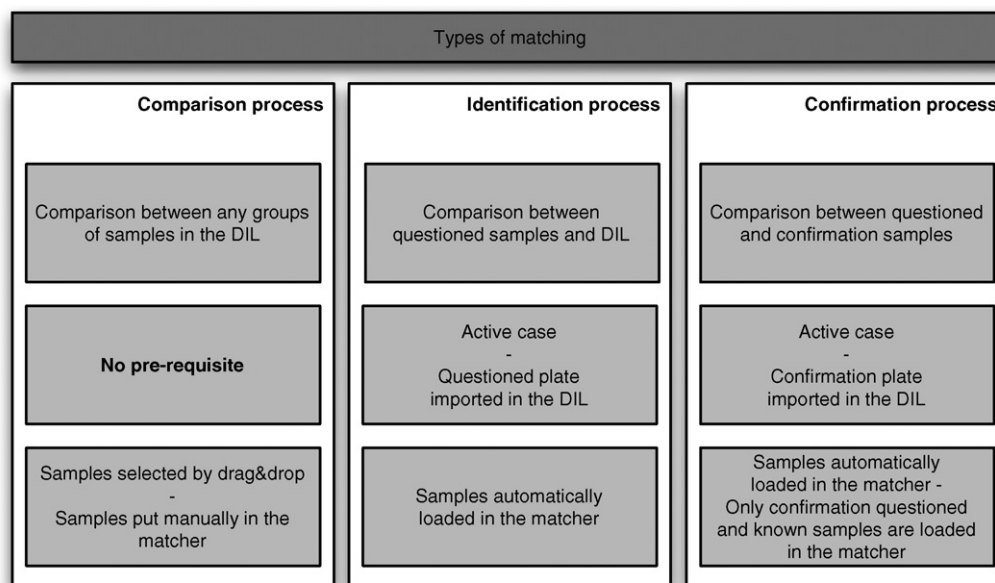 Types of matching
Comparison process
Comparison between any groups
of samples in the DIL
No pre-requisite
Samples selected by drag&drop
-
Samples put manually in the
matcher
Identification process
Comparison between
questioned samples and DIL
Active case
-
Questioned plate
imported in the DIL
Samples automatically
loaded in the matcher
Confirmation process
Comparison between questioned
and confirmation samples
Active case
-
Confirmation plate
imported in the DIL
Samples automatically
loaded in the matcher -
Only confirmation questioned
and known samples are loaded
in the matcher